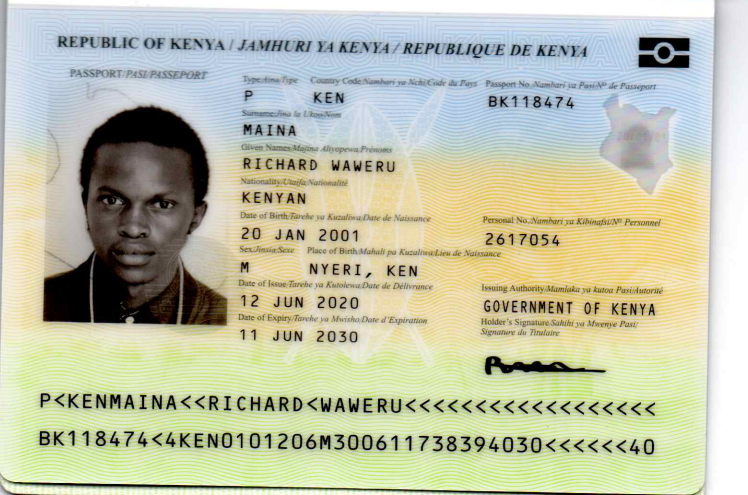 REPUBLIC OF KENYA / JAMHURI YA KENYA / REPUBLIQUE DE KENYA
PASSPORT/PASI/PASSEPORT
Type/Aina/Type Country Code/Nambari ya Nchi/Code du Pays Passport No./Nambari ya Pasi/Nº de Passeport
P KEN BK118474
Surname/Jina la Ukoo/Nom
MAINA
Given Names/Majina Aliyopewa/Prénoms
RICHARD WAWERU
Nationality/Utaifa/Nationalité
KENYAN
Date of Birth/Tarehe ya Kuzaliwa/Date de Naissance Personal No./Nambari ya Kibinafsi/Nº Personnel
20 JAN 2001 2617054
Sex/Jinsia/Sexe Place of Birth/Mahali pa Kuzaliwa/Lieu de Naissance
M NYERI, KEN
Date of Issue/Tarehe ya Kutolewa/Date de Délivrance Issuing Authority/Mamlaka ya kutoa Pasi/Autorité
12 JUN 2020 GOVERNMENT OF KENYA
Date of Expiry/Tarehe ya Mwisho/Date d'Expiration Holder's Signature/Sahihi ya Mwenye Pasi/
Signature du Titulaire
11 JUN 2030
P<KENMAINA<<RICHARD<WAWERU<<<<<<<<<<<<<<<<<<
BK118474<4KEN0101206M300611738394030<<<<<<40